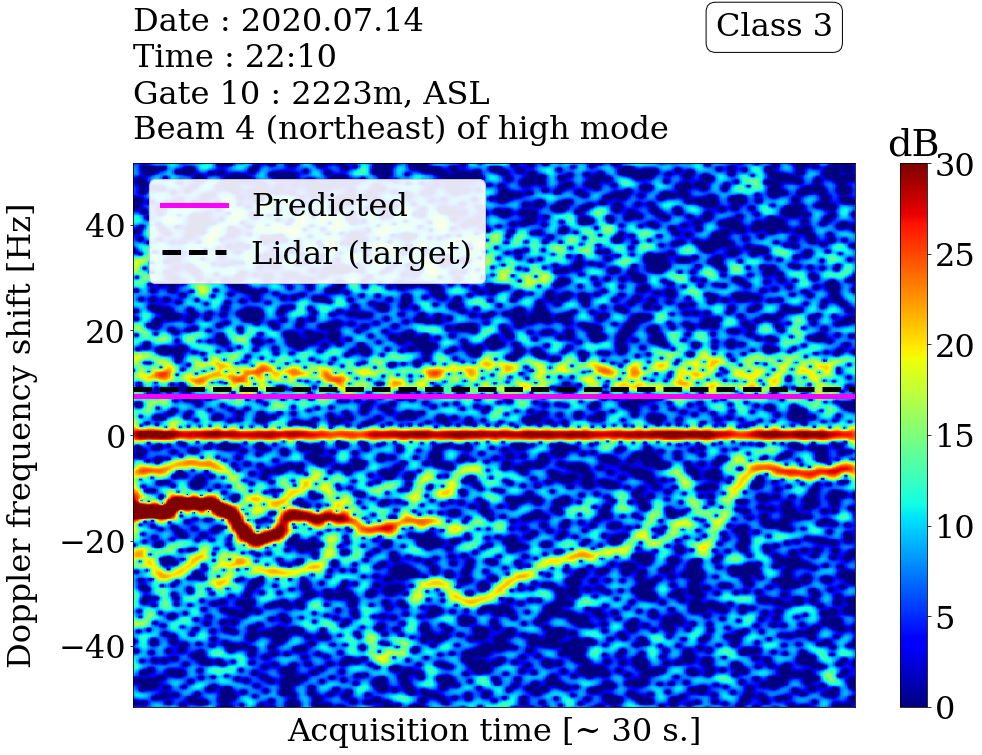 Date : 2020.07.14
Time : 22:10
Gate 10 : 2223m, ASL
Beam 4 (northeast) of high mode
Class 3
dB
Predicted
Lidar (target)
Doppler frequency shift [Hz]
40
20
0
−20
−40
Acquisition time [~ 30 s.]
30
25
20
15
10
5
0